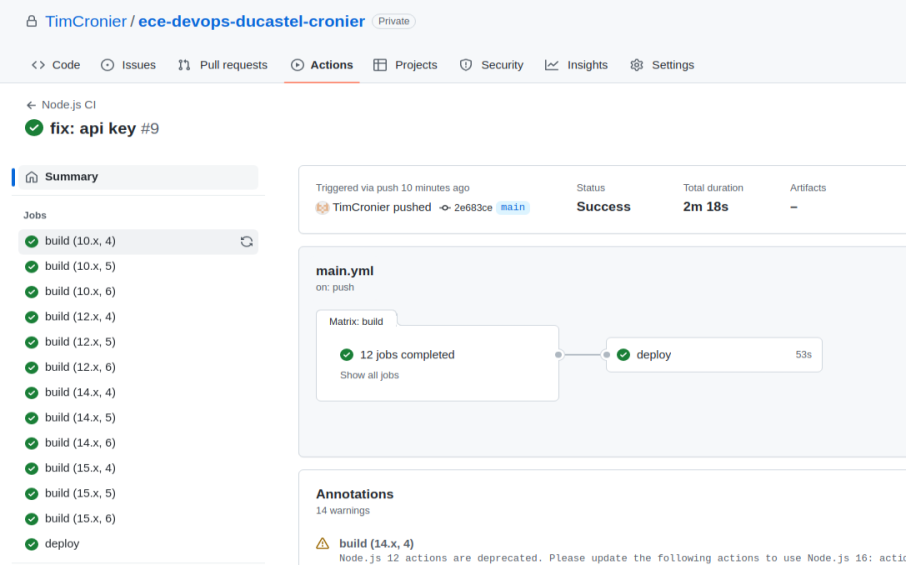 TimCronier / ece-devops-ducastel-cronier Private
Code Issues Pull requests Actions Projects Security Insights Settings
Node.js CI
fix: api key #9
Summary
Jobs
build (10.x, 4)
build (10.x, 5)
build (10.x, 6)
build (12.x, 4)
build (12.x, 5)
build (12.x, 6)
build (14.x, 4)
build (14.x, 5)
build (14.x, 6)
build (15.x, 4)
build (15.x, 5)
build (15.x, 6)
deploy
Triggered via push 10 minutes ago
TimCronier pushed 2e683ce main
Status
Success
Total duration
2m 18s
Artifacts
–
main.yml
on: push
Matrix: build
12 jobs completed
Show all jobs
deploy 53s
Annotations
14 warnings
build (14.x, 4)
Node.js 12 actions are deprecated. Please update the following actions to use Node.js 16: